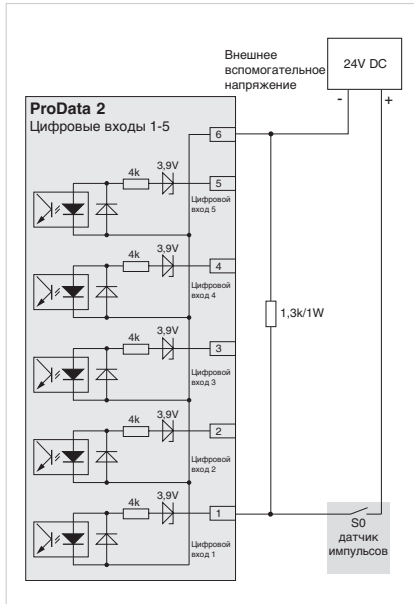 Внешнее
вспомогательное
напряжение
24V DC
- +
ProData 2
Цифровые входы 1-5
6
4k 3,9V
5
Цифровой
вход 5
4k 3,9V
4
Цифровой
вход 4
4k 3,9V
3
Цифровой
вход 3
1,3k/1W
4k 3,9V
2
Цифровой
вход 2
4k 3,9V
1
Цифровой
вход 1
S0
датчик
импульсов